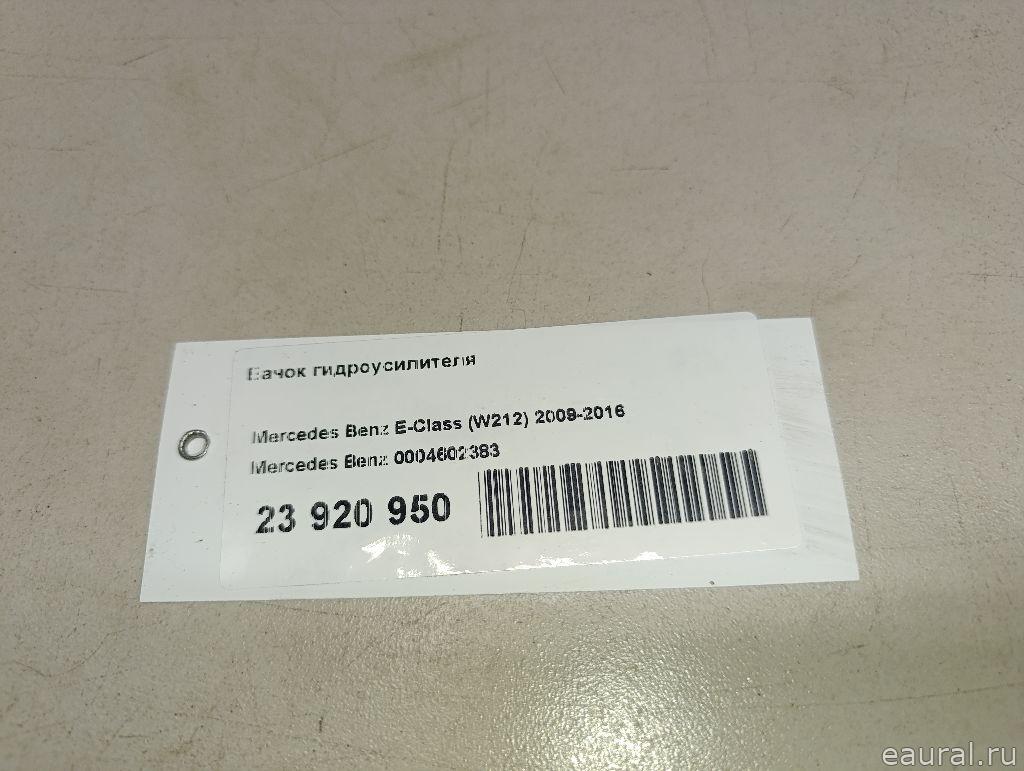 Бачок гидроусилителя
Mercedes Benz E-Class (W212) 2009-2016
Mercedes Benz 0004602383
23 920 950
eaural.ru